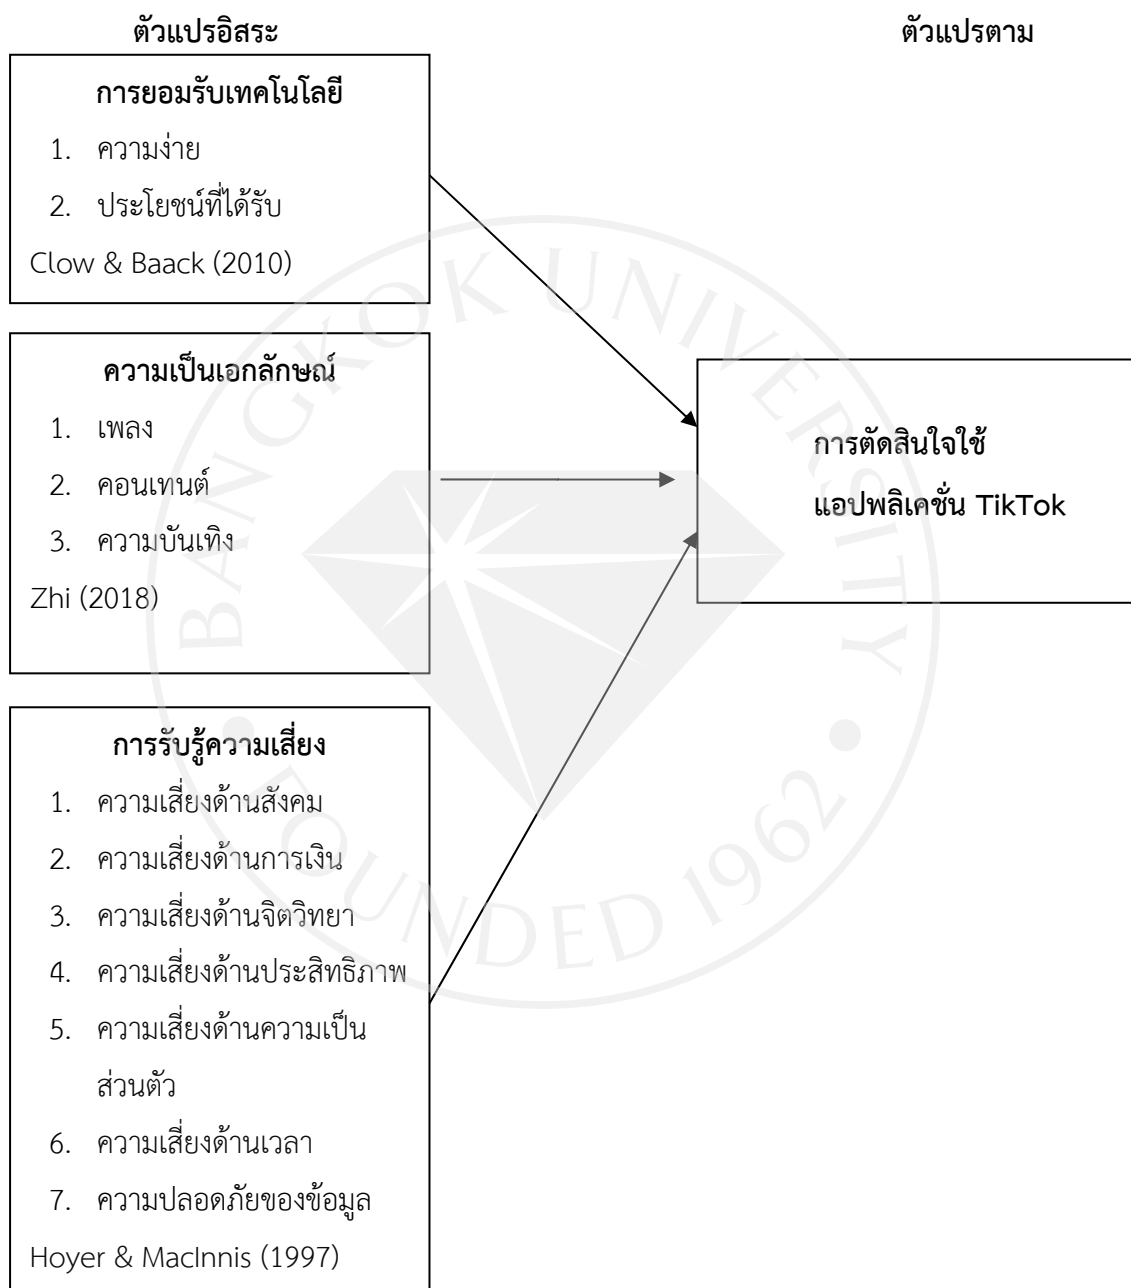 ตัวแปรอิสระ
ตัวแปรตาม
การยอมรับเทคโนโลยี
1. ความง่าย
2. ประโยชน์ที่ได้รับ
Clow & Baack (2010)
ความเป็นเอกลักษณ์
1. เพลง
2. คอนเทนต์
3. ความบันเทิง
Zhi (2018)
การตัดสินใจใช้
แอปพลิเคชั่น TikTok
การรับรู้ความเสี่ยง
1. ความเสี่ยงด้านสังคม
2. ความเสี่ยงด้านการเงิน
3. ความเสี่ยงด้านจิตวิทยา
4. ความเสี่ยงด้านประสิทธิภาพ
5. ความเสี่ยงด้านความเป็น
ส่วนตัว
6. ความเสี่ยงด้านเวลา
7. ความปลอดภัยของข้อมูล
Hoyer & MacInnis (1997)
BANGKOK UNIVERSITY
FOUNDED 1962